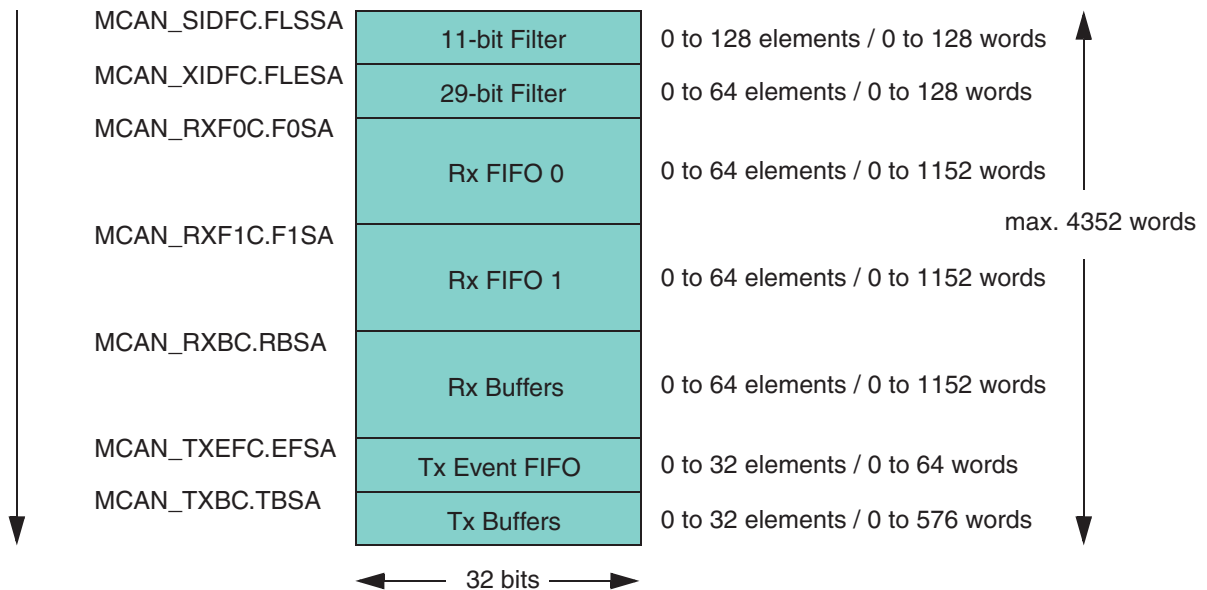 MCAN_SIDFC.FLSSA
11-bit Filter
0 to 128 elements / 0 to 128 words
MCAN_XIDFC.FLESA
29-bit Filter
0 to 64 elements / 0 to 128 words
MCAN_RXF0C.F0SA
Rx FIFO 0
0 to 64 elements / 0 to 1152 words
max. 4352 words
MCAN_RXF1C.F1SA
Rx FIFO 1
0 to 64 elements / 0 to 1152 words
MCAN_RXBC.RBSA
Rx Buffers
0 to 64 elements / 0 to 1152 words
MCAN_TXEFC.EFSA
Tx Event FIFO
0 to 32 elements / 0 to 64 words
MCAN_TXBC.TBSA
Tx Buffers
0 to 32 elements / 0 to 576 words
32 bits